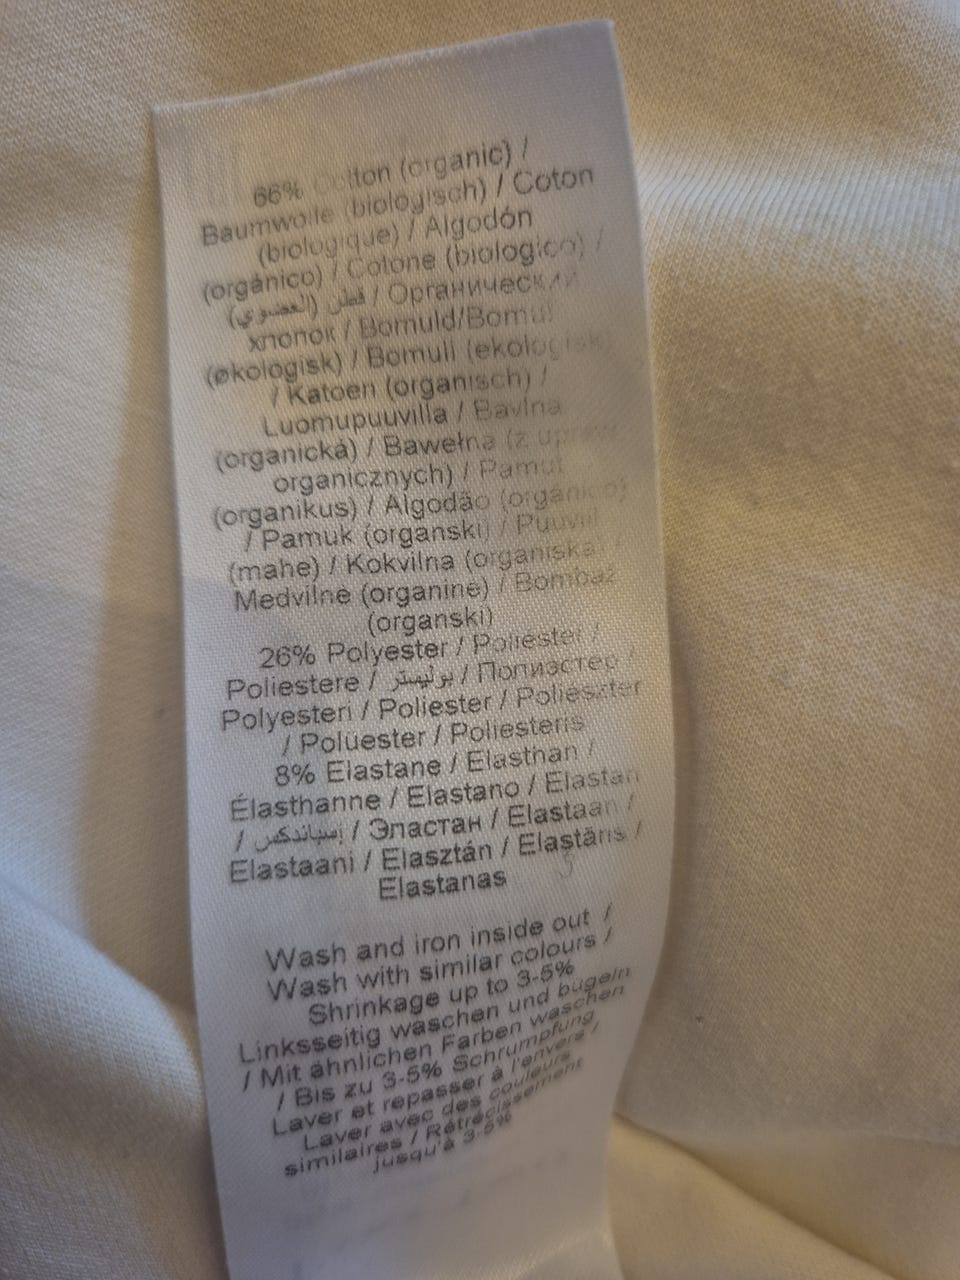 66% Cotton (organic) /
Baumwolle (biologisch) / Coton
(biologique) / Algodón
(orgánico) / Cotone (biologico) /
قطن (العضوي) / Органический
хлопок / Bomuld/Bomull
(økologisk) / Bomull (ekologisk)
/ Katoen (organisch) /
Luomupuuvilla / Bavlna
(organická) / Bawełna (z upraw
organicznych) / Pamut
(organikus) / Algodão (orgânico)
/ Pamuk (organski) / Puuvill
(mahe) / Kokvilna (organiska) /
Medvilnė (organinė) / Bombaž
(organski)
26% Polyester / Poliéster /
Poliestere / بوليستر / Полиэстер /
Polyesteri / Poliester / Poliészter
/ Polüester / Poliesteris
8% Elastane / Elasthan /
Élasthanne / Elastano / Elastan
/ إسباندكس / Эластан / Elastaan /
Elastaani / Elasztán / Elastāns /
Elastanas
Wash and iron inside out /
Wash with similar colours /
Shrinkage up to 3-5%
Linksseitig waschen und bügeln
/ Mit ähnlichen Farben waschen
/ Bis zu 3-5% Schrumpfung
Laver et repasser à l'envers /
Laver avec des couleurs
similaires / Rétrécissement
jusqu'à 3-5%